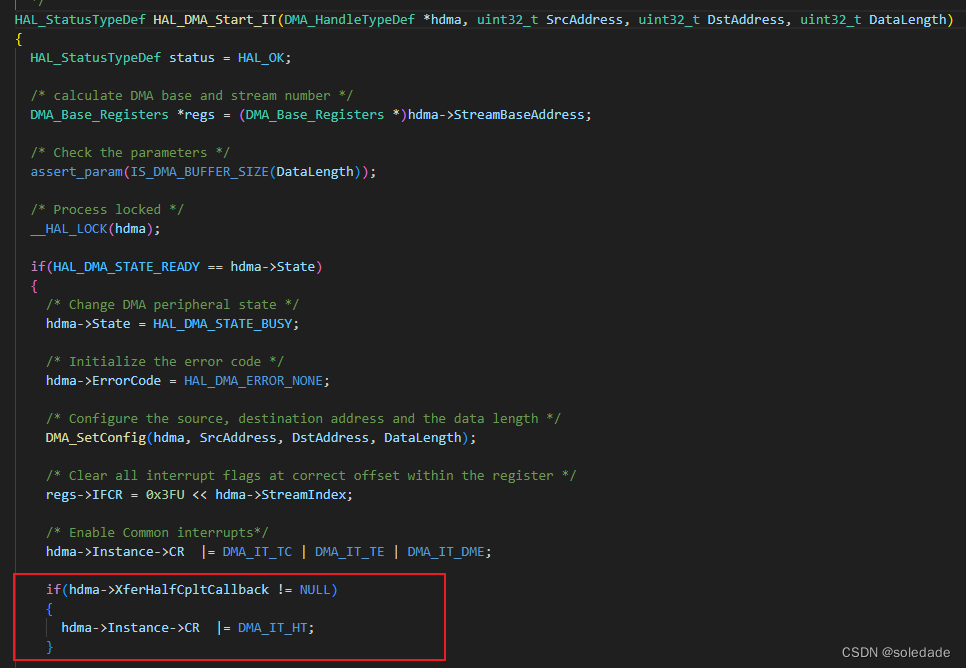 */
HAL_StatusTypeDef HAL_DMA_Start_IT(DMA_HandleTypeDef *hdma, uint32_t SrcAddress, uint32_t DstAddress, uint32_t DataLength)
{
HAL_StatusTypeDef status = HAL_OK;
/* calculate DMA base and stream number */
DMA_Base_Registers *regs = (DMA_Base_Registers *)hdma->StreamBaseAddress;
/* Check the parameters */
assert_param(IS_DMA_BUFFER_SIZE(DataLength));
/* Process locked */
__HAL_LOCK(hdma);
if(HAL_DMA_STATE_READY == hdma->State)
{
/* Change DMA peripheral state */
hdma->State = HAL_DMA_STATE_BUSY;
/* Initialize the error code */
hdma->ErrorCode = HAL_DMA_ERROR_NONE;
/* Configure the source, destination address and the data length */
DMA_SetConfig(hdma, SrcAddress, DstAddress, DataLength);
/* Clear all interrupt flags at correct offset within the register */
regs->IFCR = 0x3FU << hdma->StreamIndex;
/* Enable Common interrupts*/
hdma->Instance->CR  |= DMA_IT_TC | DMA_IT_TE | DMA_IT_DME;
if(hdma->XferHalfCpltCallback != NULL)
{
hdma->Instance->CR  |= DMA_IT_HT;
}
CSDN @soledade